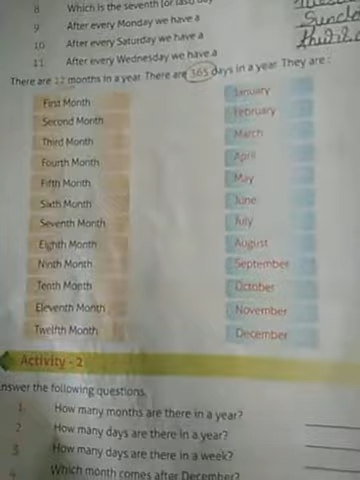 8 Which is the seventh (or last) day
9 After every Monday we have a
10 After every Saturday we have a
11 After every Wednesday we have a
There are 12 months in a year There are 365 days in a year. They are :
First Month January
Second Month February
Third Month March
Fourth Month April
Fifth Month May
Sixth Month June
Seventh Month July
Eighth Month August
Ninth Month September
Tenth Month October
Eleventh Month November
Twelfth Month December
Activity - 2
nswer the following questions.
1. How many months are there in a year?
2 How many days are there in a year?
3 How many days are there in a week?
4 Which month comes after December?